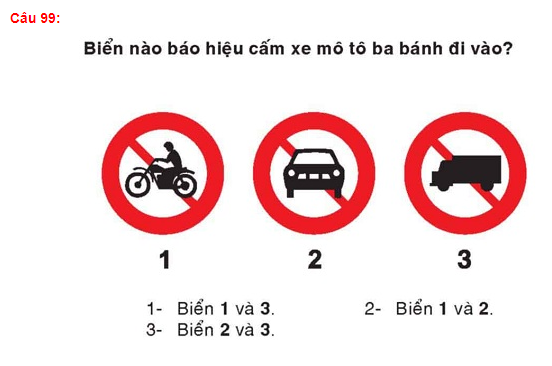 Câu 99:
Biển nào báo hiệu cấm xe mô tô ba bánh đi vào?
1 2 3
1- Biển 1 và 3. 2- Biển 1 và 2.
3- Biển 2 và 3.